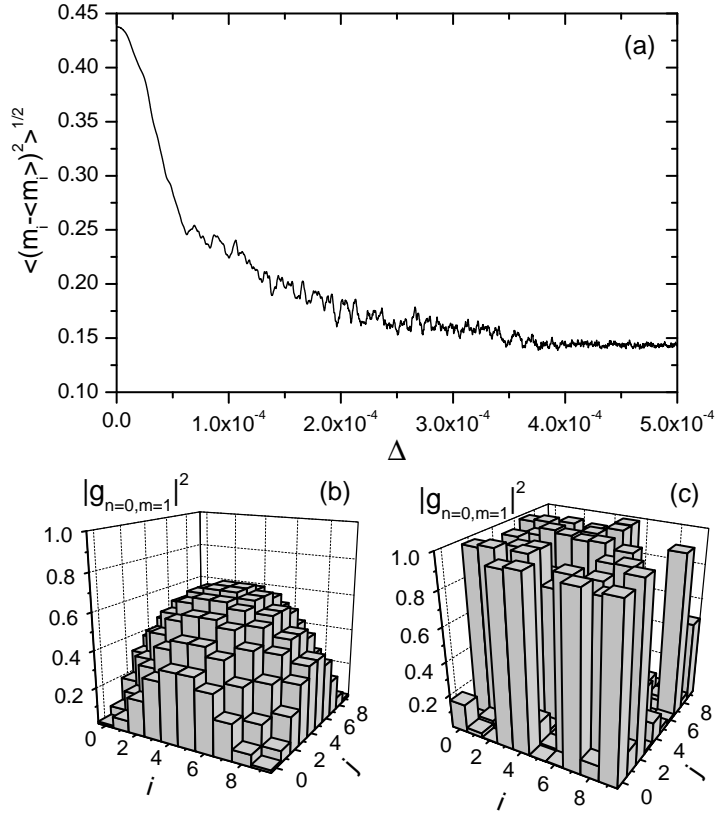 (a)
<(m_i-<m_i>)^2>^1/2
0.45
0.40
0.35
0.30
0.25
0.20
0.15
0.10
0.0 1.0x10^-4 2.0x10^-4 3.0x10^-4 4.0x10^-4 5.0x10^-4
Δ
|g_n=0,m=1|^2 (b)
1.0
0.8
0.6
0.4
0.2
0 2 4 6 8
i
0 2 4 6 8
j
|g_n=0,m=1|^2 (c)
1.0
0.8
0.6
0.4
0.2
0 2 4 6 8
i
0 2 4 6 8
j